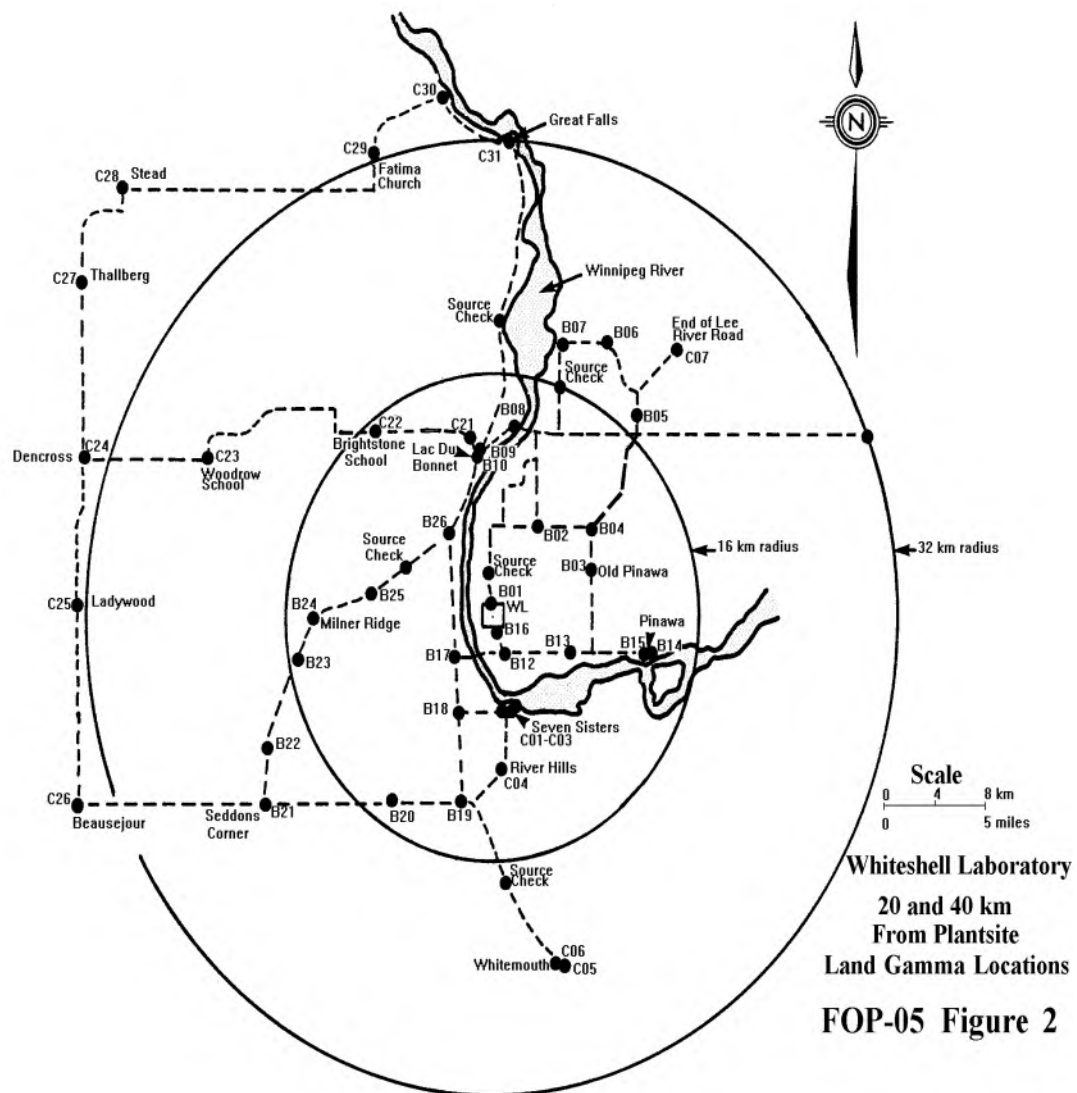 C30
Great Falls
N
C29
C31
Fatima
Church
C28
Stead
C27
Thallberg
Winnipeg River
Source
Check
B07
B06
End of Lee
River Road
C07
Source
Check
B05
B08
C22
C21
C24
Brightstone
School
Lac Du
Bonnet
B09
B10
Dencross
C23
Woodrow
School
B26
B02
B04
Source
Check
16 km radius
32 km radius
Source
Check
B03
Old Pinawa
B25
B01
C25
Ladywood
B24
Milner Ridge
WL
B16
B13
B15
Pinawa
B14
B23
B17
B12
B18
Seven Sisters
C01-C03
B22
River Hills
C04
Scale
0 4 8 km
0 5 miles
C26
Beausejour
Seddons
Corner
B21
B20
B19
Source
Check
Whiteshell Laboratory
20 and 40 km
From Plantsite
Land Gamma Locations
C06
Whitemouth
C05
FOP-05 Figure 2